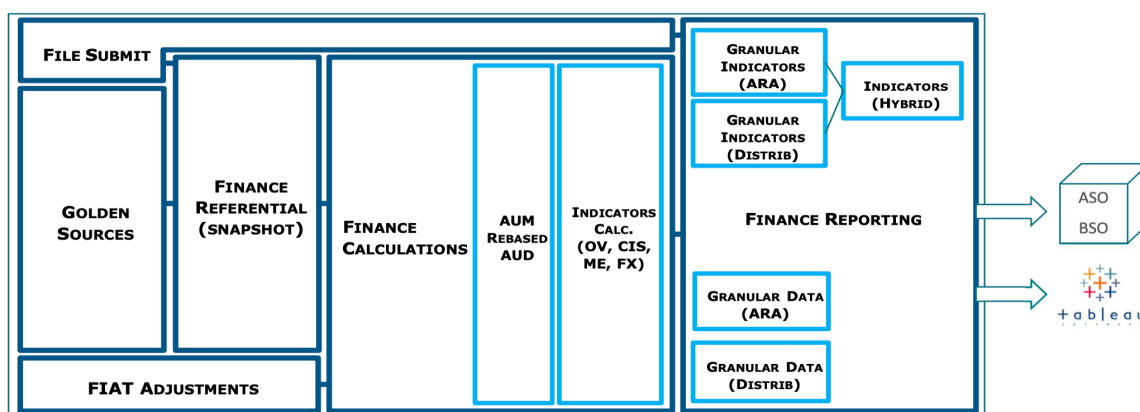 FILE SUBMIT
GOLDEN
SOURCES
FIAT ADJUSTMENTS
FINANCE
REFERENTIAL
(SNAPSHOT)
FINANCE
CALCULATIONS
AUM
REBASED
AUD
INDICATORS
CALC.
(OV, CIS,
ME, FX)
GRANULAR
INDICATORS
(ARA)
GRANULAR
INDICATORS
(DISTRIB)
INDICATORS
(HYBRID)
FINANCE REPORTING
GRANULAR DATA
(ARA)
GRANULAR DATA
(DISTRIB)
ASO
BSO
+ableau
SOFTWARE